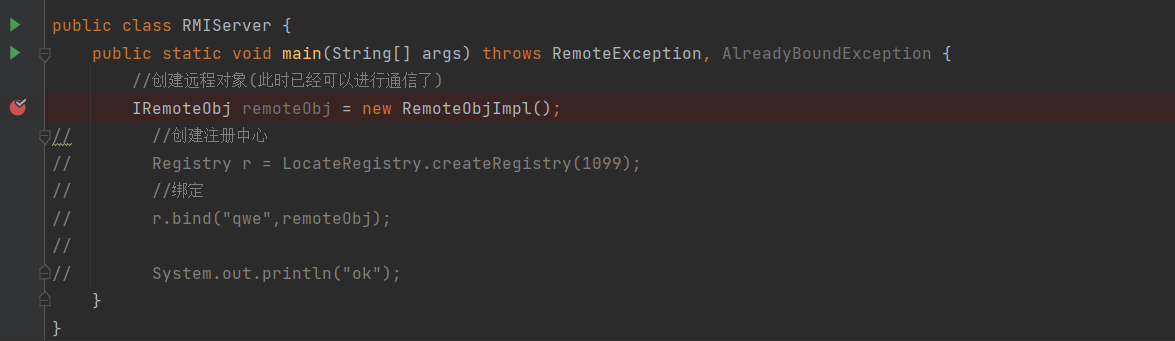 public class RMIServer {
    public static void main(String[] args) throws RemoteException, AlreadyBoundException {
        //创建远程对象(此时已经可以进行通信了)
        IRemoteObj remoteObj = new RemoteObjImpl();
//        //创建注册中心
//        Registry r = LocateRegistry.createRegistry(1099);
//        //绑定
//        r.bind("qwe",remoteObj);
//
//        System.out.println("ok");
    }
}